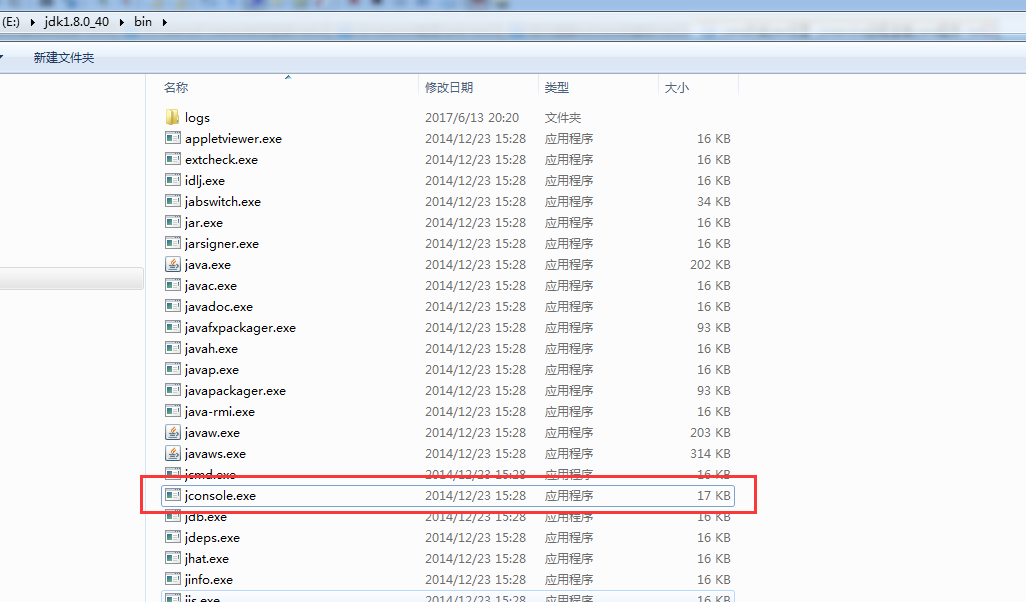 (E:) jdk1.8.0_40 bin
新建文件夹
名称 修改日期 类型 大小
logs 2017/6/13 20:20 文件夹
appletviewer.exe 2014/12/23 15:28 应用程序 16 KB
extcheck.exe 2014/12/23 15:28 应用程序 16 KB
idlj.exe 2014/12/23 15:28 应用程序 16 KB
jabswitch.exe 2014/12/23 15:28 应用程序 34 KB
jar.exe 2014/12/23 15:28 应用程序 16 KB
jarsigner.exe 2014/12/23 15:28 应用程序 16 KB
java.exe 2014/12/23 15:28 应用程序 202 KB
javac.exe 2014/12/23 15:28 应用程序 16 KB
javadoc.exe 2014/12/23 15:28 应用程序 16 KB
javafxpackager.exe 2014/12/23 15:28 应用程序 93 KB
javah.exe 2014/12/23 15:28 应用程序 16 KB
javap.exe 2014/12/23 15:28 应用程序 16 KB
javapackager.exe 2014/12/23 15:28 应用程序 93 KB
java-rmi.exe 2014/12/23 15:28 应用程序 16 KB
javaw.exe 2014/12/23 15:28 应用程序 203 KB
javaws.exe 2014/12/23 15:28 应用程序 314 KB
jcmd.exe 2014/12/23 15:28 应用程序 16 KB
jconsole.exe 2014/12/23 15:28 应用程序 17 KB
jdb.exe 2014/12/23 15:28 应用程序 16 KB
jdeps.exe 2014/12/23 15:28 应用程序 16 KB
jhat.exe 2014/12/23 15:28 应用程序 16 KB
jinfo.exe 2014/12/23 15:28 应用程序 16 KB
jjs.exe 2014/12/23 15:28 应用程序 16 KB